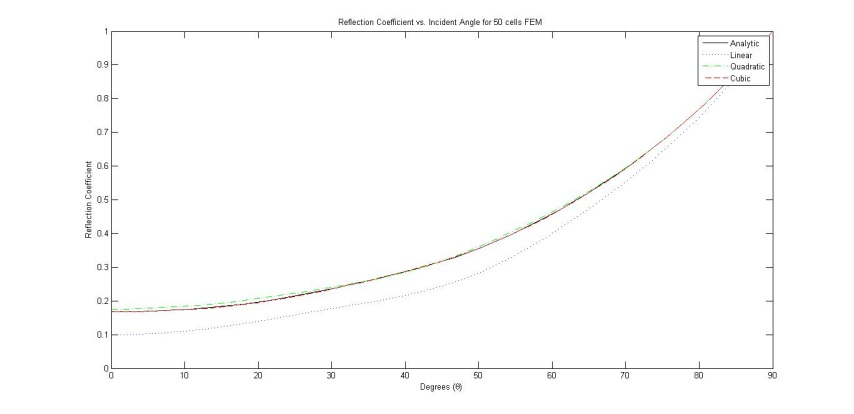 Reflection Coefficient vs. Incident Angle for 50 cells FEM
Analytic
Linear
Quadratic
Cubic
1
0.9
0.8
0.7
0.6
0.5
0.4
0.3
0.2
0.1
0
Reflection Coefficient
0 10 20 30 40 50 60 70 80 90
Degrees (θ)